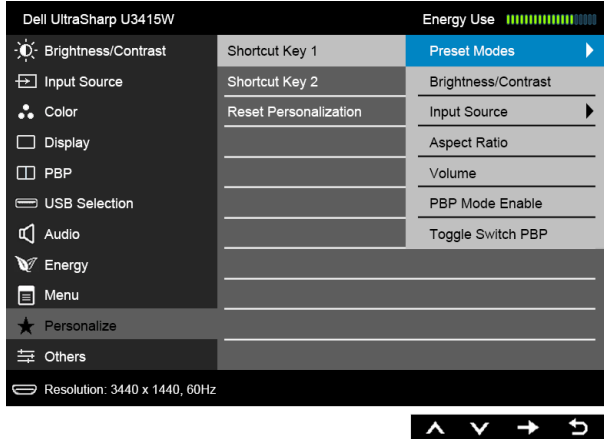 Dell UltraSharp U3415W
Energy Use
Brightness/Contrast
Input Source
Color
Display
PBP
USB Selection
Audio
Energy
Menu
Personalize
Others
Shortcut Key 1
Shortcut Key 2
Reset Personalization
Preset Modes
Brightness/Contrast
Input Source
Aspect Ratio
Volume
PBP Mode Enable
Toggle Switch PBP
Resolution: 3440 x 1440, 60Hz